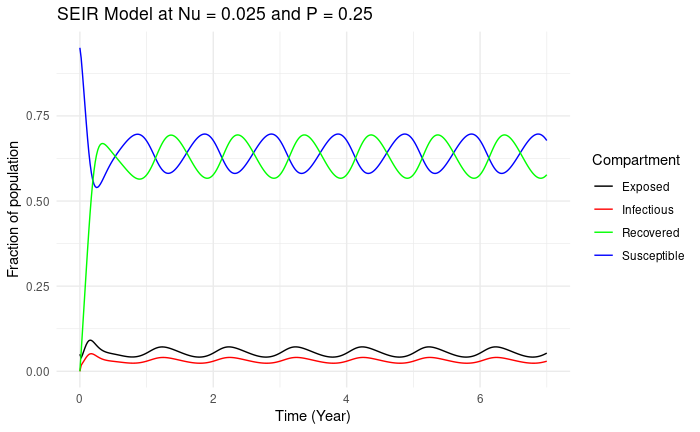 SEIR Model at Nu = 0.025 and P = 0.25
Fraction of population
0.75
0.50
0.25
0.00
0
2
4
6
Time (Year)
Compartment
Exposed
Infectious
Recovered
Susceptible